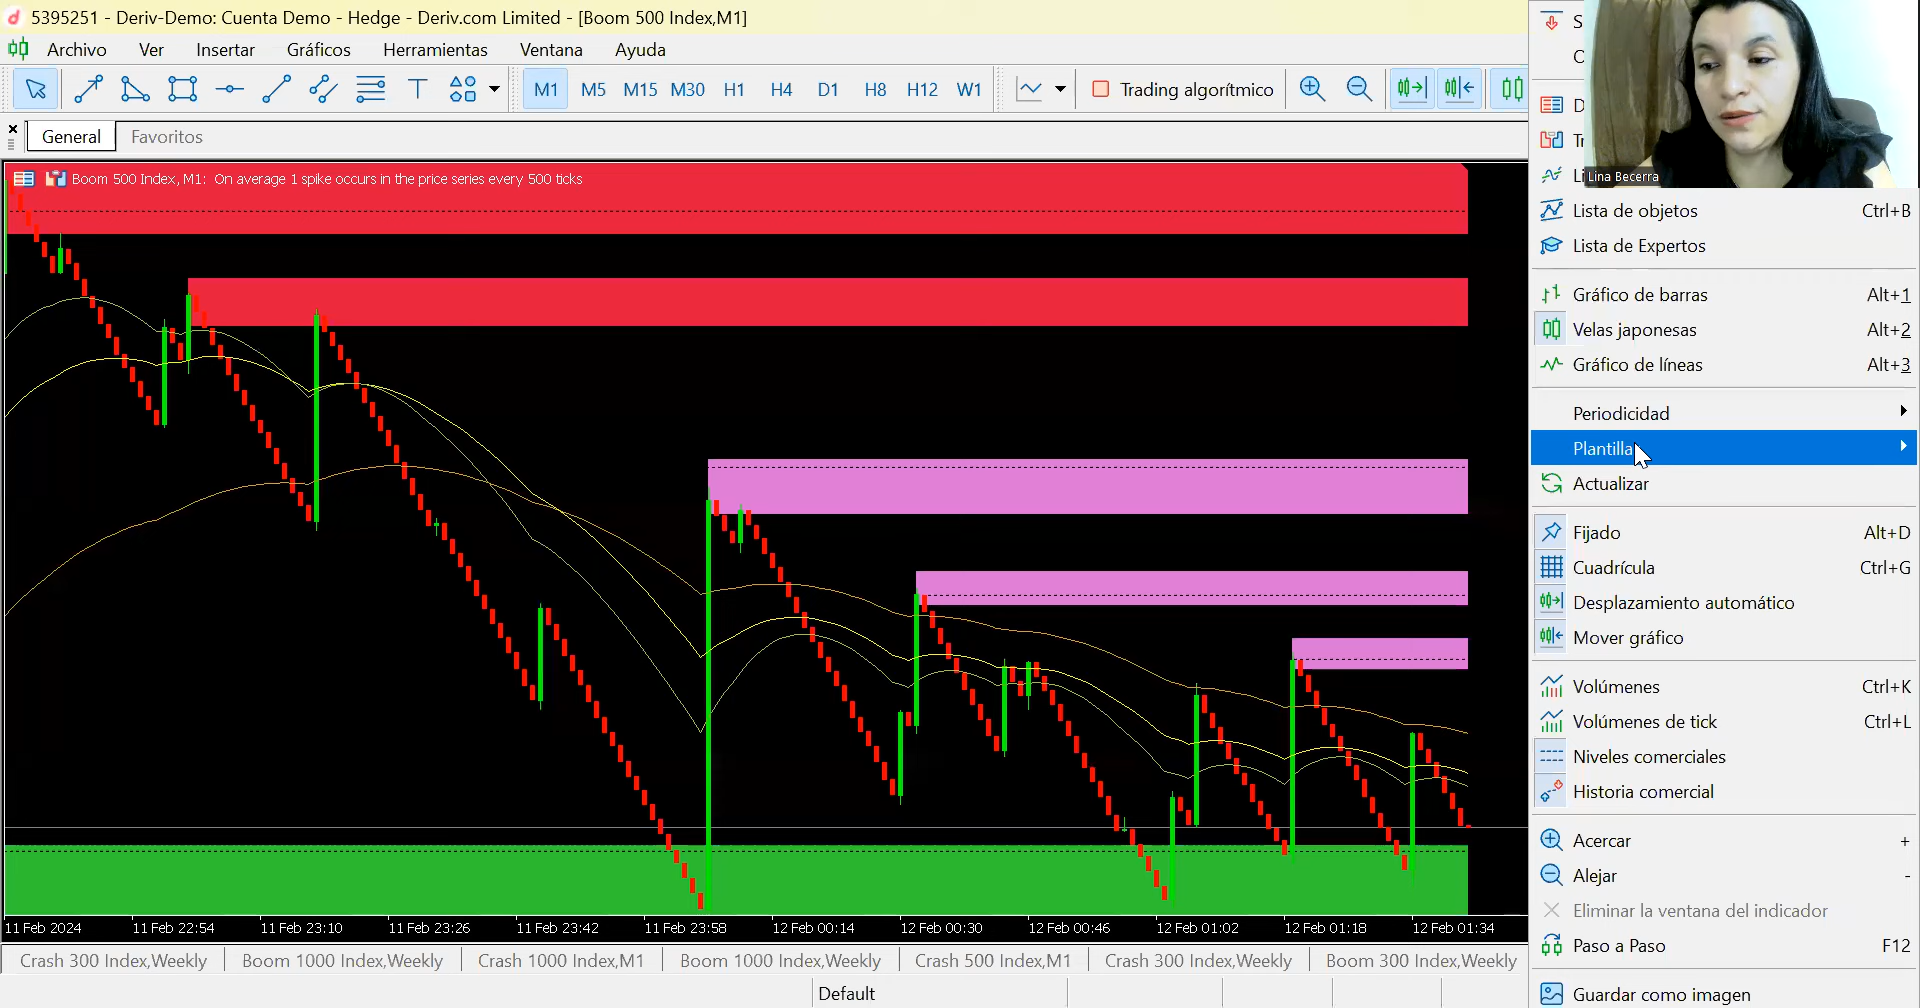 5395251 - Deriv-Demo: Cuenta Demo - Hedge - Deriv.com Limited - [Boom 500 Index,M1]
Archivo Ver Insertar Gráficos Herramientas Ventana Ayuda
T M1 M5 M15 M30 H1 H4 D1 H8 H12 W1 Trading algorítmico
General Favoritos
Boom 500 Index, M1: On average 1 spike occurs in the price series every 500 ticks
11 Feb 2024 11 Feb 22:54 11 Feb 23:10 11 Feb 23:26 11 Feb 23:42 11 Feb 23:58 12 Feb 00:14 12 Feb 00:30 12 Feb 00:46 12 Feb 01:02 12 Feb 01:18 12 Feb 01:34
Crash 300 Index,Weekly Boom 1000 Index,Weekly Crash 1000 Index,M1 Boom 1000 Index,Weekly Crash 500 Index,M1 Crash 300 Index,Weekly Boom 300 Index,Weekly
Default
Lina Becerra
Lista de objetos Ctrl+B
Lista de Expertos
Gráfico de barras Alt+1
Velas japonesas Alt+2
Gráfico de líneas Alt+3
Periodicidad
Plantilla
Actualizar
Fijado Alt+D
Cuadrícula Ctrl+G
Desplazamiento automático
Mover gráfico
Volúmenes Ctrl+K
Volúmenes de tick Ctrl+L
Niveles comerciales
Historia comercial
Acercar +
Alejar -
Eliminar la ventana del indicador
Paso a Paso F12
Guardar como imagen